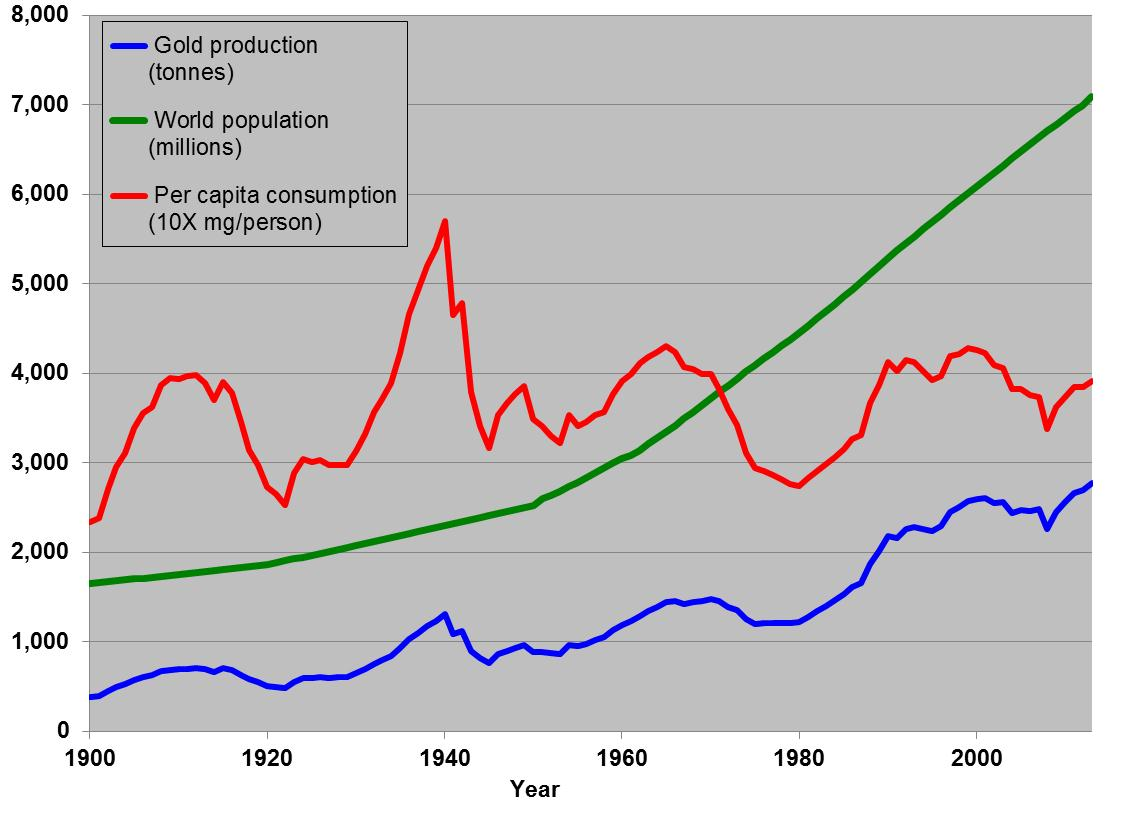 8,000
7,000
6,000
5,000
4,000
3,000
2,000
1,000
0
Gold production
(tonnes)
World population
(millions)
Per capita consumption
(10X mg/person)
1900 1920 1940 1960 1980 2000
Year